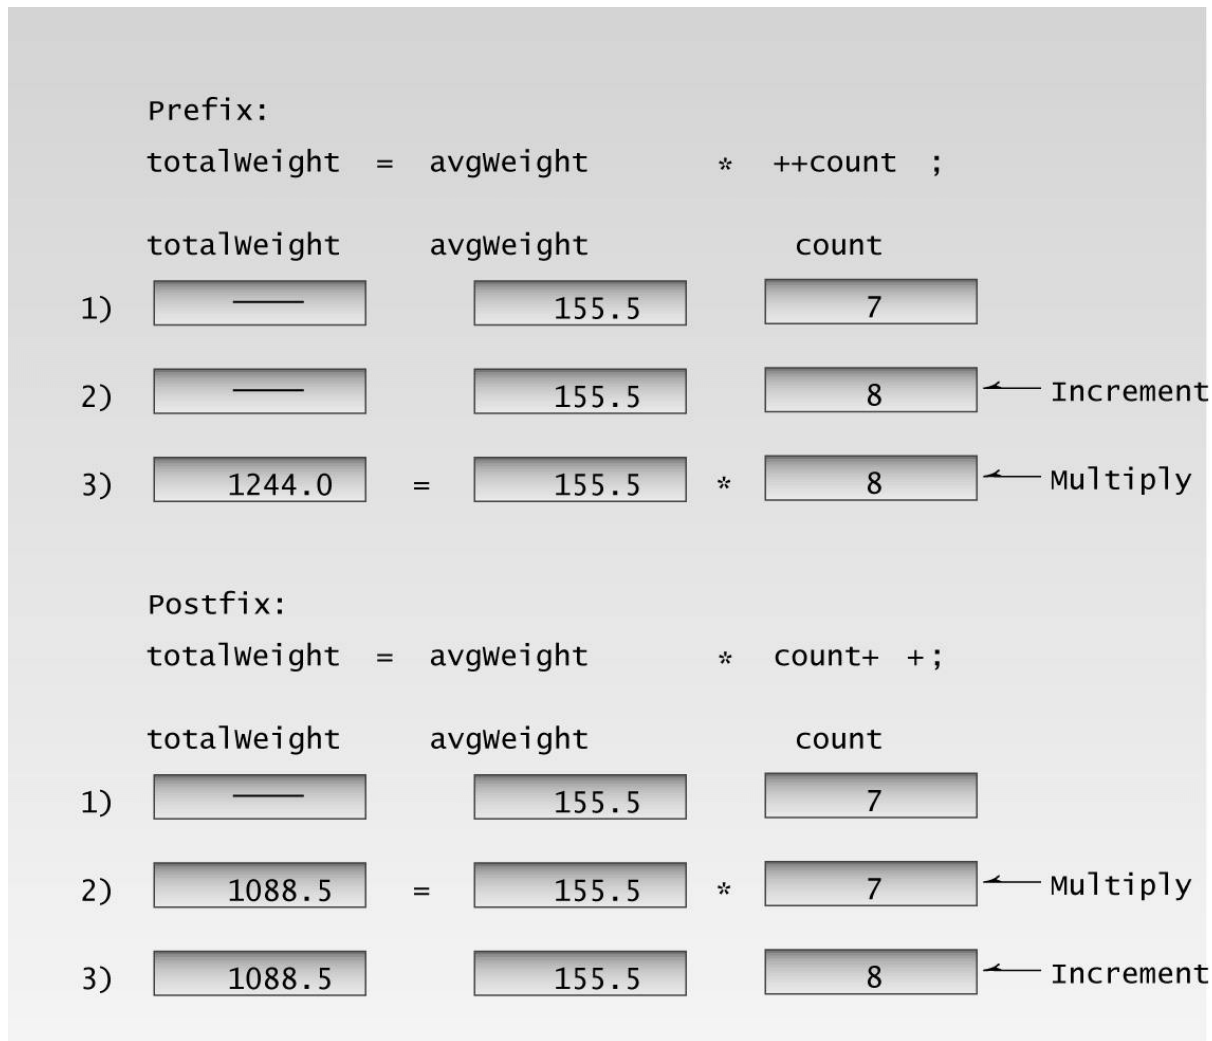 Prefix:
totalWeight = avgWeight * ++count ;
totalWeight avgWeight count
1) —— 155.5 7
2) —— 155.5 8 Increment
3) 1244.0 = 155.5 * 8 Multiply
Postfix:
totalWeight = avgWeight * count+ +;
totalWeight avgWeight count
1) —— 155.5 7
2) 1088.5 = 155.5 * 7 Multiply
3) 1088.5 155.5 8 Increment